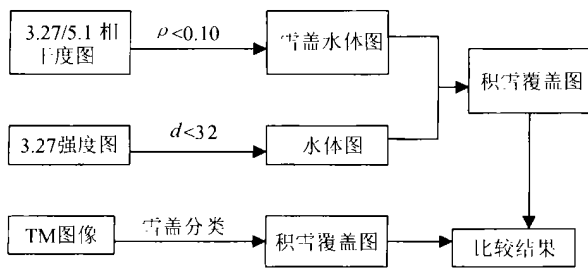 3.27/5.1 相
干度图
ρ<0.10
雪盖水体图
积雪覆盖图
3.27强度图
d<32
水体图
TM图像
雪盖分类
积雪覆盖图
比较结果